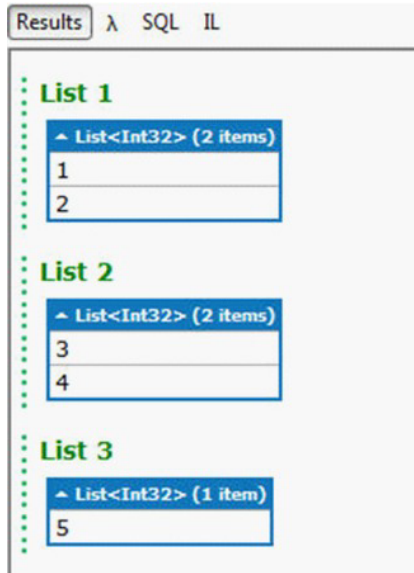 Results λ SQL IL
List 1
List<Int32> (2 items)
1
2
List 2
List<Int32> (2 items)
3
4
List 3
List<Int32> (1 item)
5